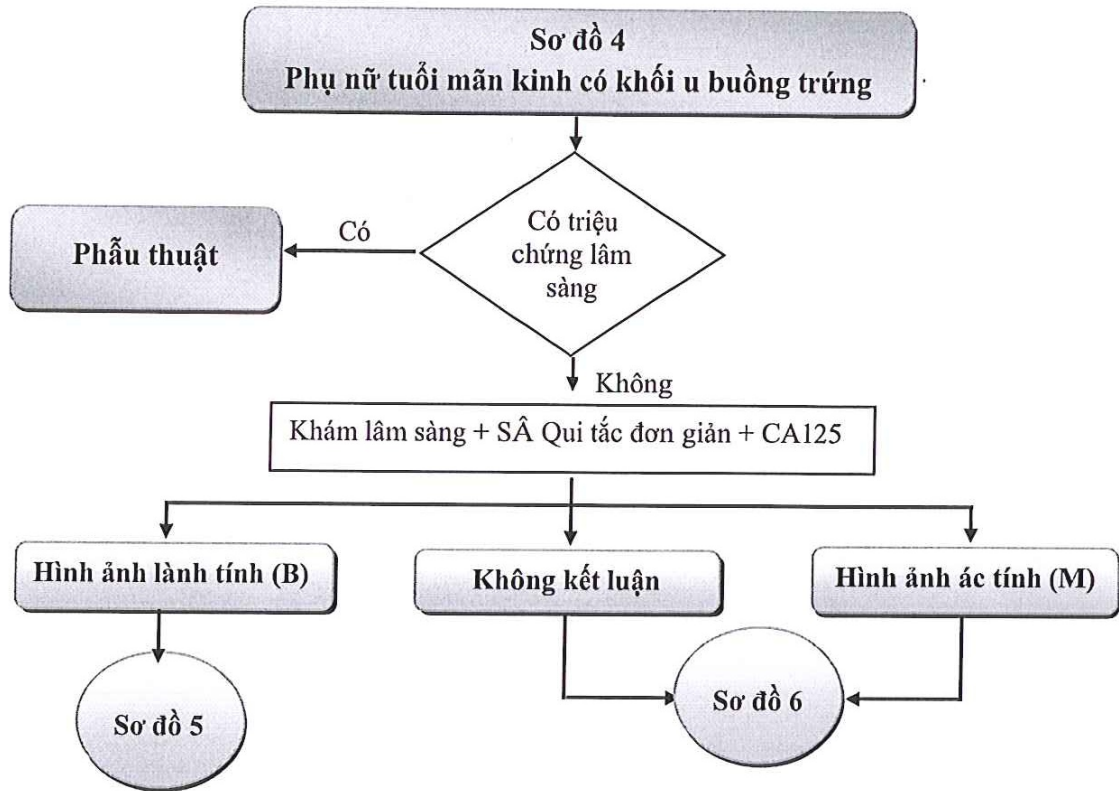 Sơ đồ 4
Phụ nữ tuổi mãn kinh có khối u buồng trứng
Có triệu
chứng lâm
sàng
Có
Phẫu thuật
Không
Khám lâm sàng + SÂ Qui tắc đơn giản + CA125
Hình ảnh lành tính (B)
Không kết luận
Hình ảnh ác tính (M)
Sơ đồ 5
Sơ đồ 6